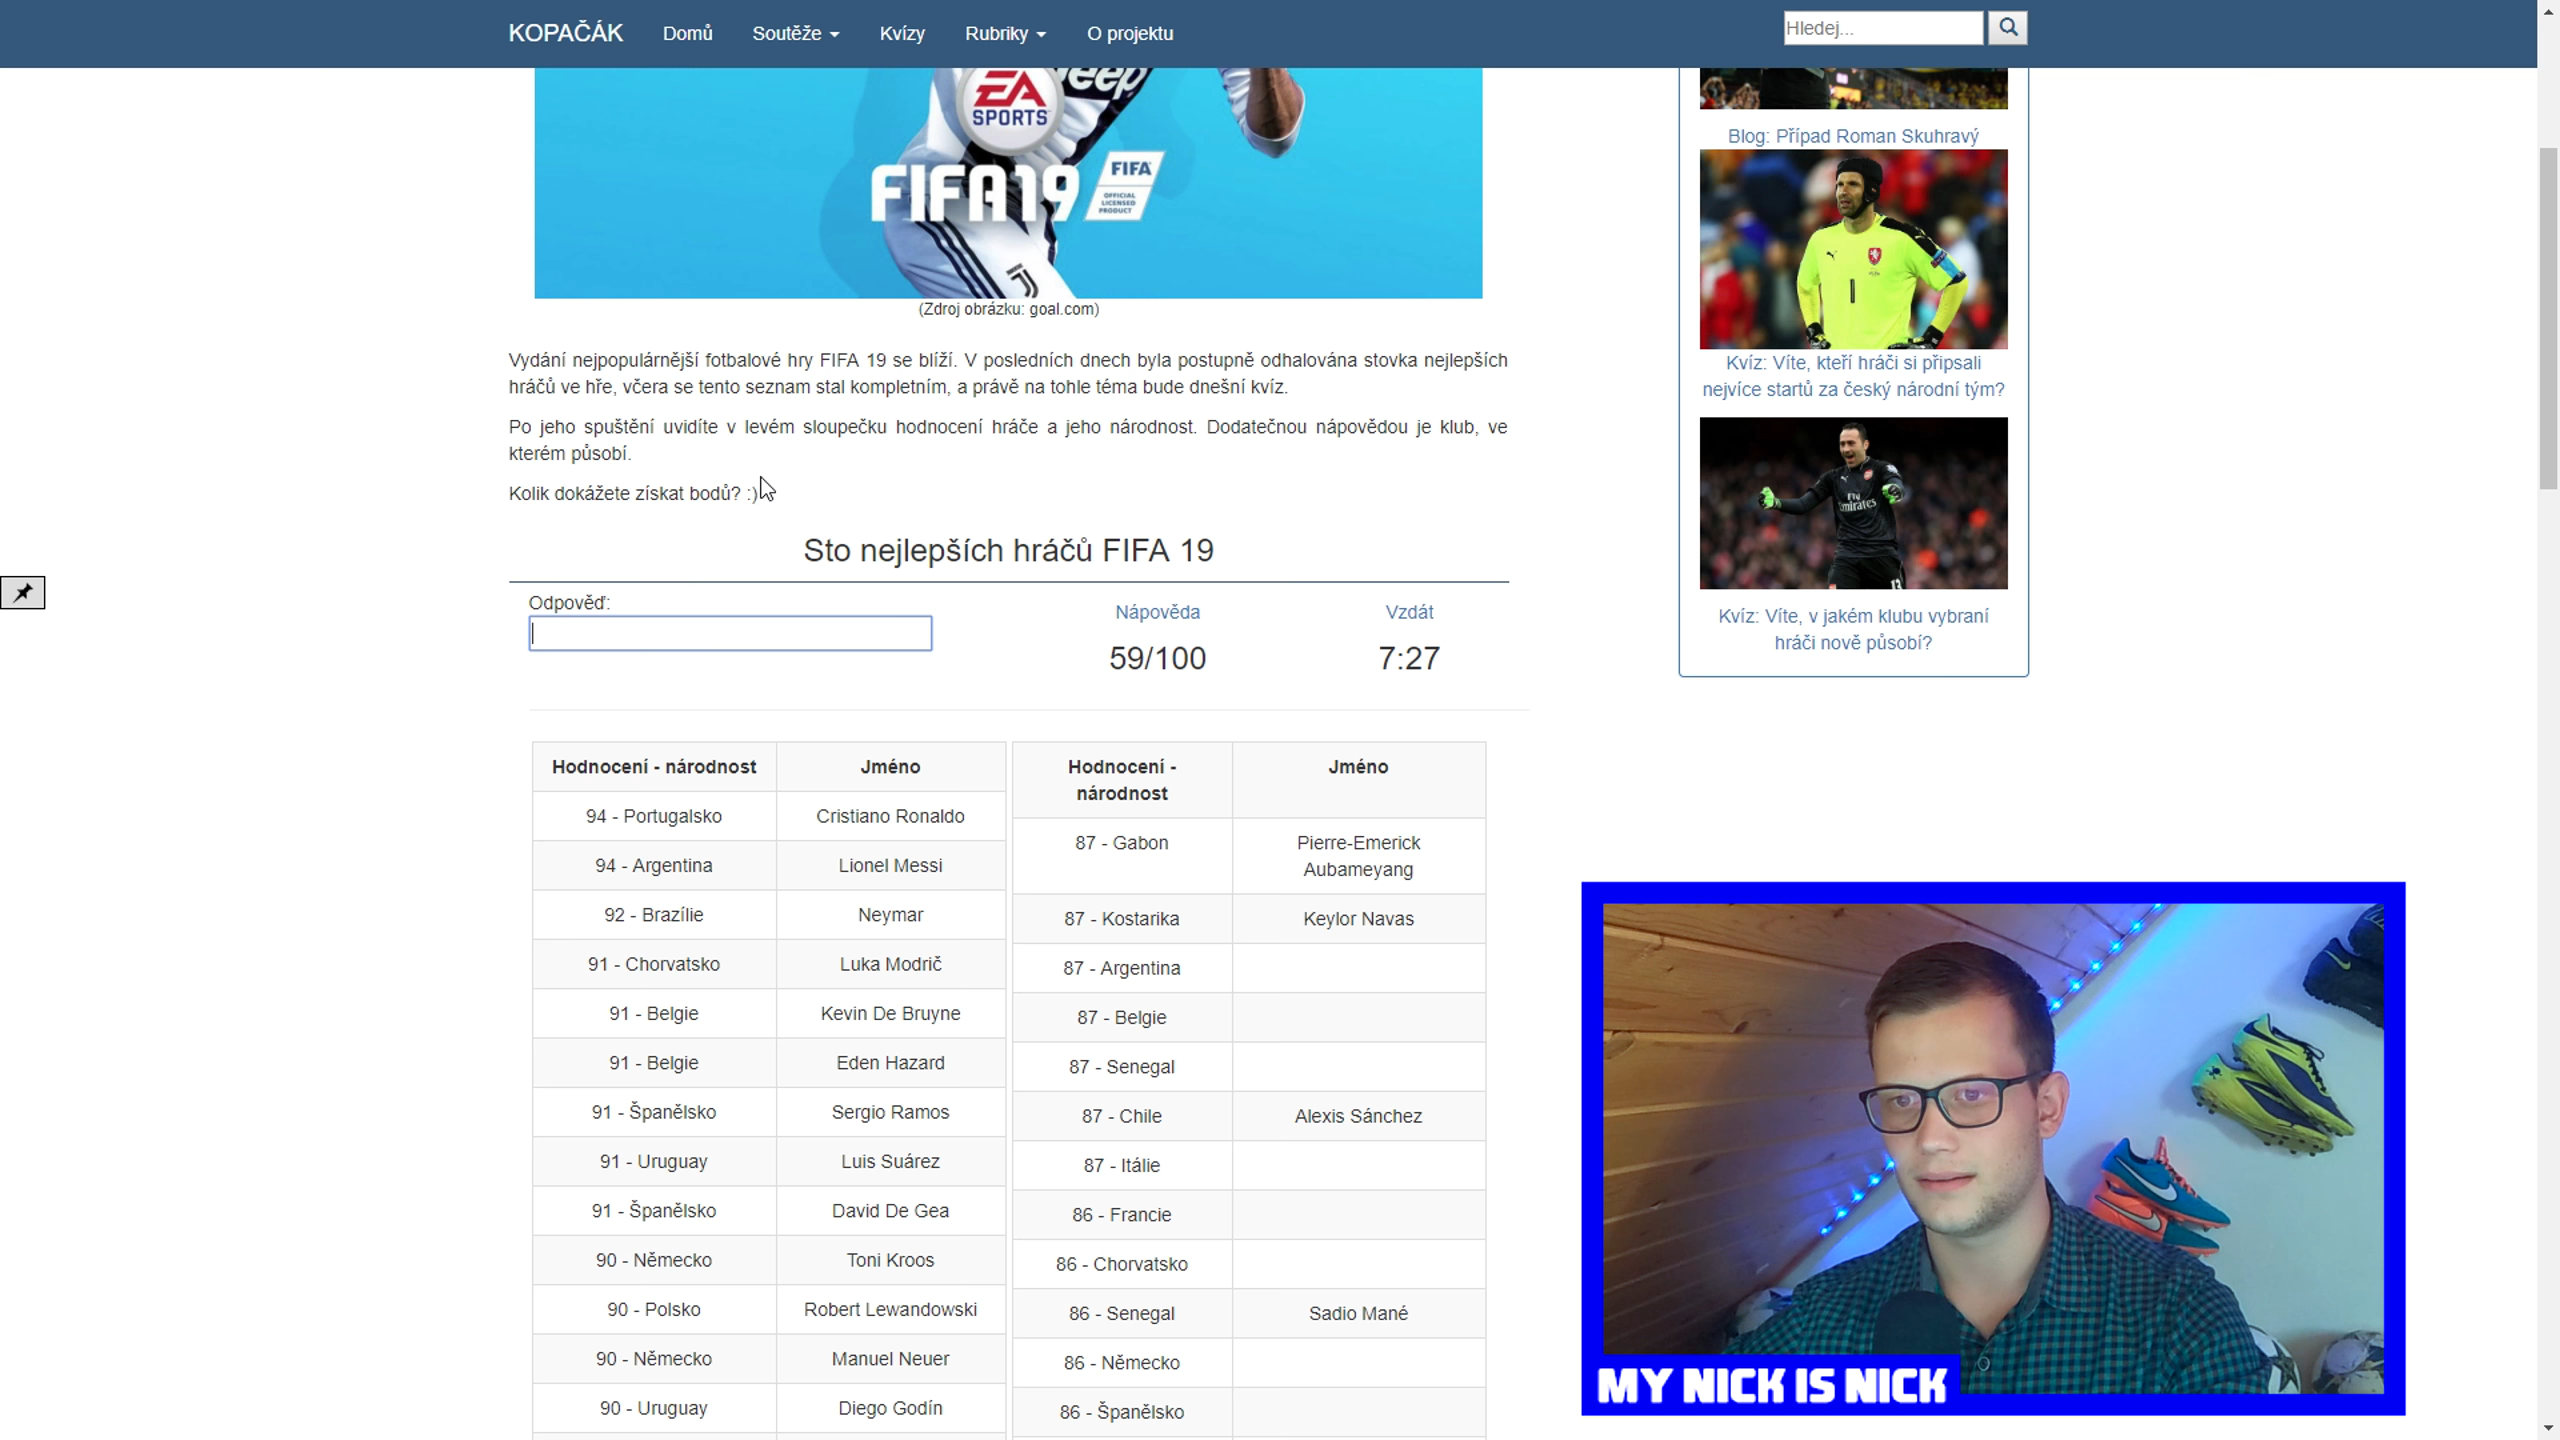 KOPAČÁK
Domů
Soutěže
Kvízy
Rubriky
O projektu
Hledej...
Jeep
EA
SPORTS
FIFA 19
FIFA
OFFICIAL
LICENSED
PRODUCT
(Zdroj obrázku: goal.com)
Vydání nejpopulárnější fotbalové hry FIFA 19 se blíží. V posledních dnech byla postupně odhalována stovka nejlepších
hráčů ve hře, včera se tento seznam stal kompletním, a právě na tohle téma bude dnešní kvíz.
Po jeho spuštění uvidíte v levém sloupečku hodnocení hráče a jeho národnost. Dodatečnou nápovědou je klub, ve
kterém působí.
Kolik dokážete získat bodů? :)
Sto nejlepších hráčů FIFA 19
Odpověď:
Nápověda
Vzdát
59/100
7:27
Hodnocení - národnost
Jméno
94 - Portugalsko
Cristiano Ronaldo
94 - Argentina
Lionel Messi
92 - Brazílie
Neymar
91 - Chorvatsko
Luka Modrič
91 - Belgie
Kevin De Bruyne
91 - Belgie
Eden Hazard
91 - Španělsko
Sergio Ramos
91 - Uruguay
Luis Suárez
91 - Španělsko
David De Gea
90 - Německo
Toni Kroos
90 - Polsko
Robert Lewandowski
90 - Německo
Manuel Neuer
90 - Uruguay
Diego Godín
Hodnocení -
národnost
Jméno
87 - Gabon
Pierre-Emerick
Aubameyang
87 - Kostarika
Keylor Navas
87 - Argentina
87 - Belgie
87 - Senegal
87 - Chile
Alexis Sánchez
87 - Itálie
86 - Francie
86 - Chorvatsko
86 - Senegal
Sadio Mané
86 - Německo
86 - Španělsko
Blog: Případ Roman Skuhravý
1
Kvíz: Víte, kteří hráči si připsali
nejvíce startů za český národní tým?
Fly
Emirates
13
Kvíz: Víte, v jakém klubu vybraní
hráči nově působí?
MY NICK IS NICK